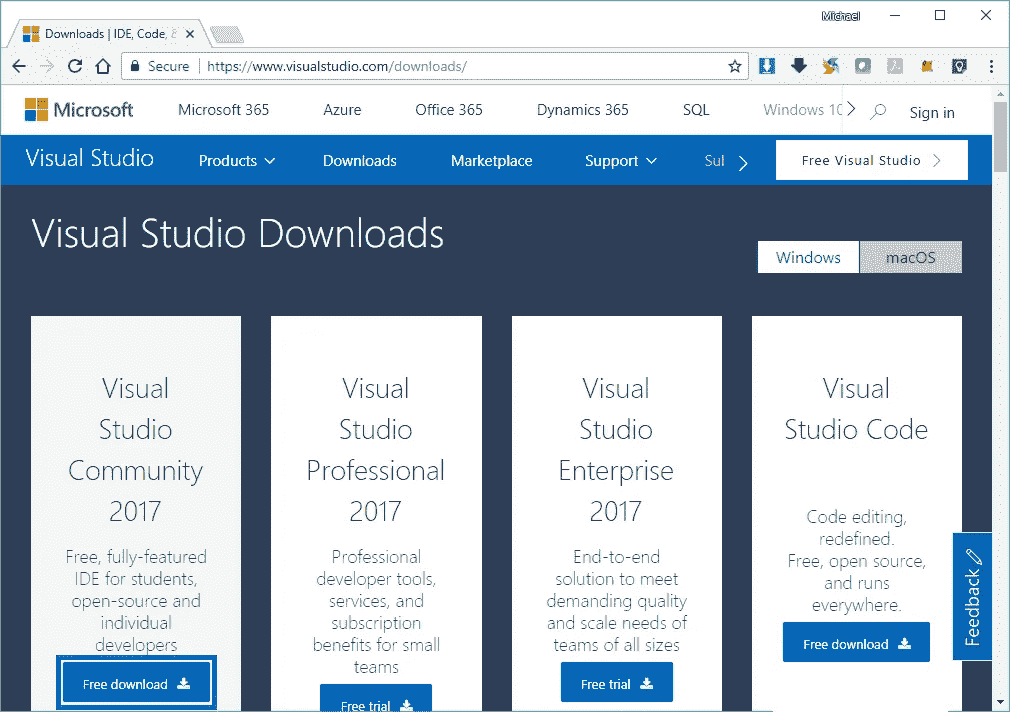 Michael
Downloads | IDE, Code, &
Secure https://www.visualstudio.com/downloads/
Microsoft Microsoft 365 Azure Office 365 Dynamics 365 SQL Windows 10 Sign in
Visual Studio Products Downloads Marketplace Support Sul Free Visual Studio
Visual Studio Downloads
Windows macOS
Visual
Studio
Community
2017
Free, fully-featured
IDE for students,
open-source and
individual
developers
Free download
Visual
Studio
Professional
2017
Professional
developer tools,
services, and
subscription
benefits for small
teams
Free trial
Visual
Studio
Enterprise
2017
End-to-end
solution to meet
demanding quality
and scale needs of
teams of all sizes
Free trial
Visual
Studio Code
Code editing,
redefined.
Free, open source,
and runs
everywhere.
Free download
Feedback